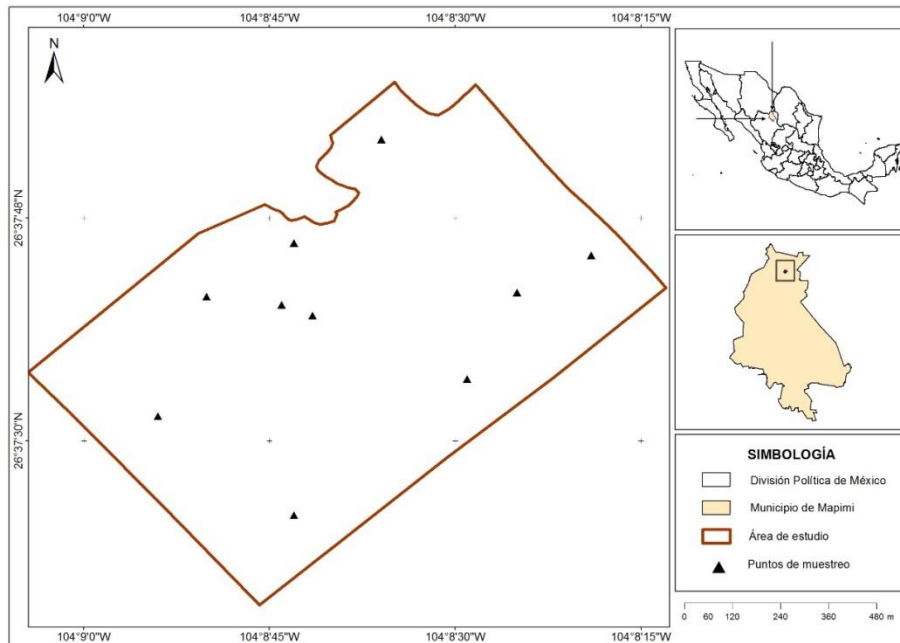 104°9'0"W 104°8'45"W 104°8'30"W 104°8'15"W
N
26°37'48"N
26°37'30"N
104°9'0"W 104°8'45"W 104°8'30"W 104°8'15"W
SIMBOLOGÍA
División Política de México
Municipio de Mapimi
Área de estudio
Puntos de muestreo
0 60 120 240 360 480 m